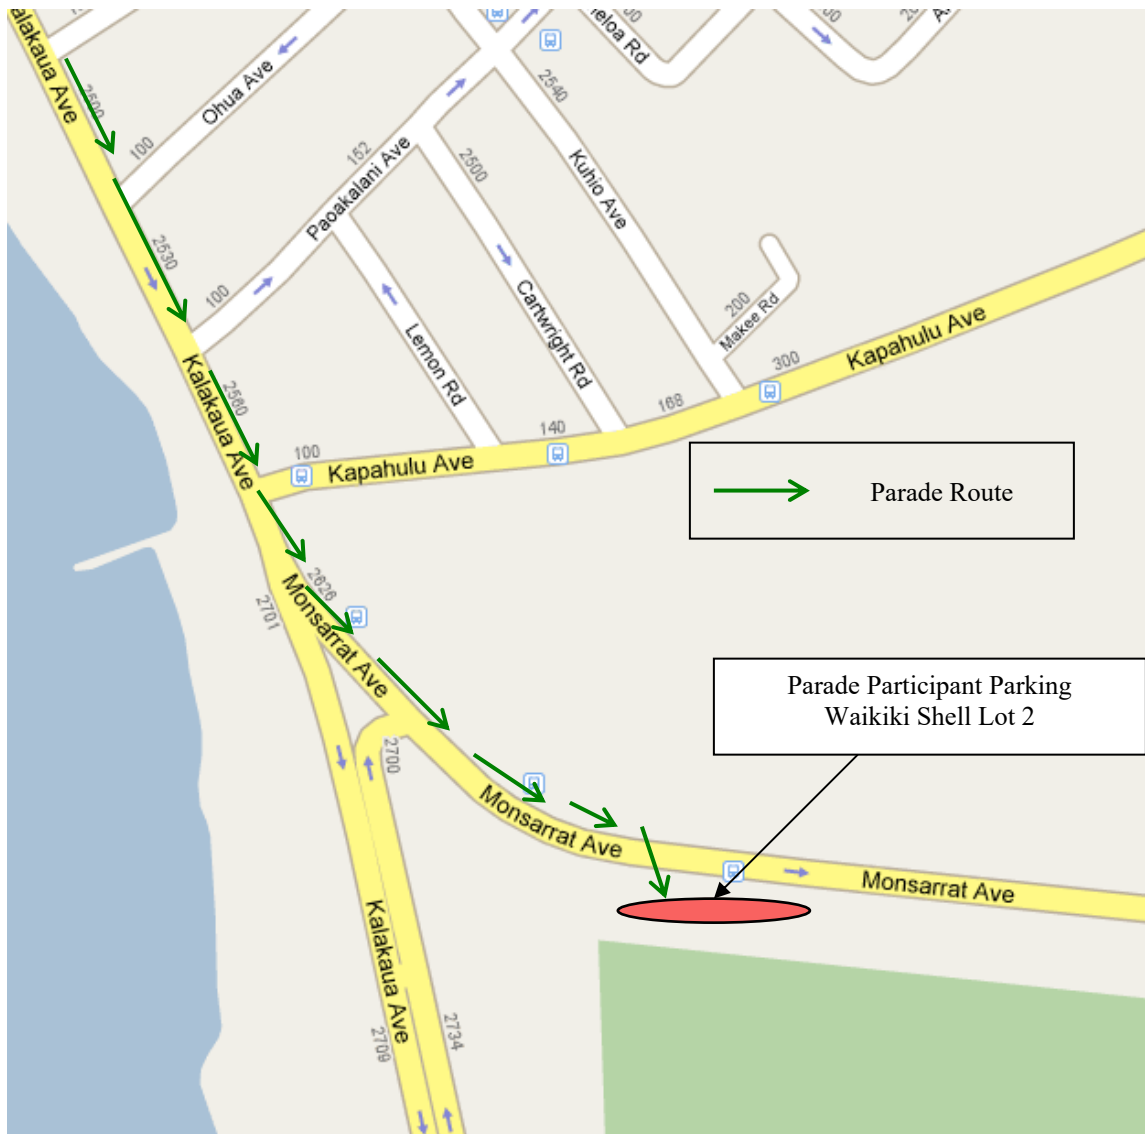 Kalakaua Ave
2500
100
Ohua Ave
2530
100
152
Paoakalani Ave
2500
2540
Kuhio Ave
Cartwright Rd
Lemon Rd
200
Makee Rd
300
Kapahulu Ave
168
140
100
Kapahulu Ave
2560
Kalakaua Ave
Parade Route
2626
2701
Monsarrat Ave
Parade Participant Parking
Waikiki Shell Lot 2
2700
Monsarrat Ave
Monsarrat Ave
Kalakaua Ave
2709
2734